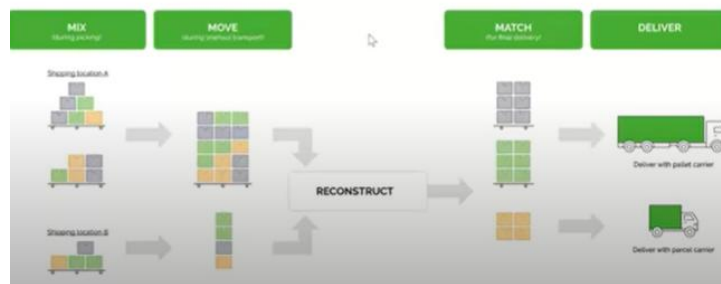 MIX
(during picking)
MOVE
(during linehaul transport)
MATCH
(for final delivery)
DELIVER
Shipping location A
Shipping location B
RECONSTRUCT
Deliver with pallet carrier
Deliver with parcel carrier